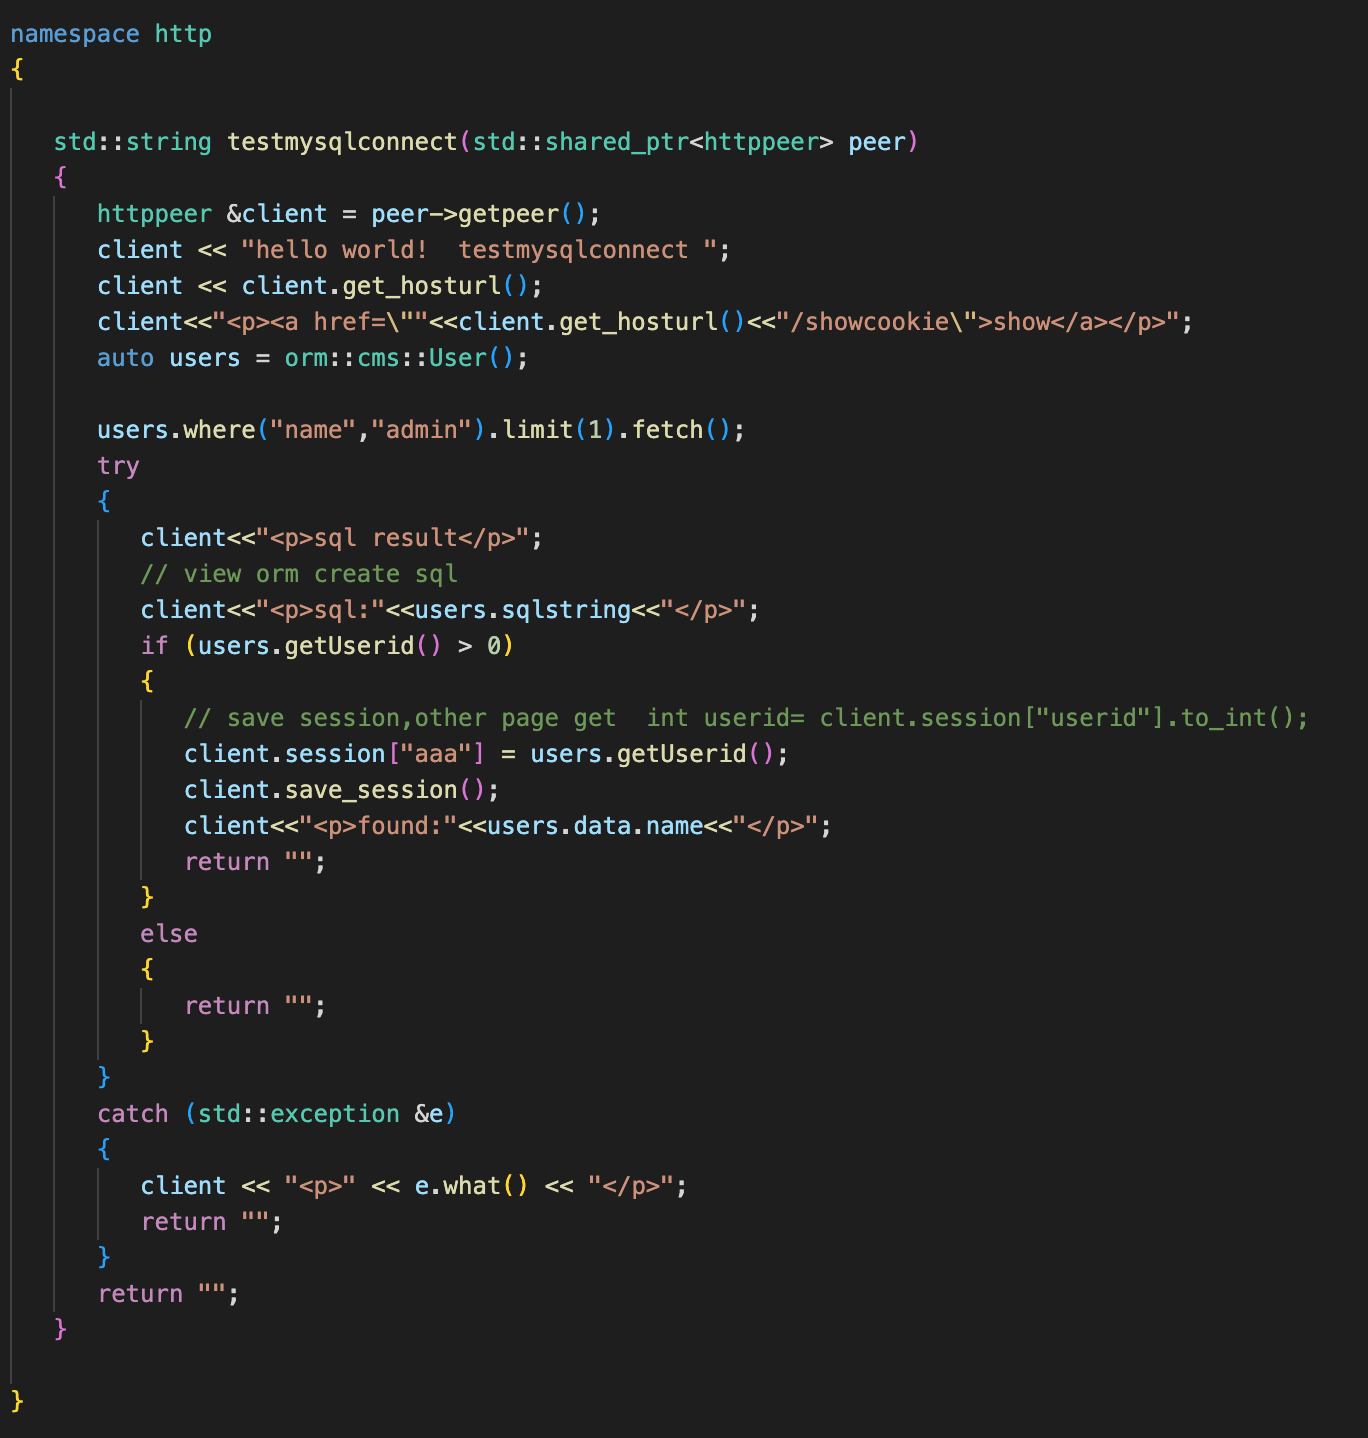 namespace http
{
std::string testmysqlconnect(std::shared_ptr<httppeer> peer)
{
httppeer &client = peer->getpeer();
client << "hello world!  testmysqlconnect ";
client << client.get_hosturl();
client<<"<p><a href=\""<<client.get_hosturl()<<"/showcookie\">show</a></p>";
auto users = orm::cms::User();
users.where("name","admin").limit(1).fetch();
try
{
client<<"<p>sql result</p>";
// view orm create sql
client<<"<p>sql:"<<users.sqlstring<<"</p>";
if (users.getUserid() > 0)
{
// save session,other page get  int userid= client.session["userid"].to_int();
client.session["aaa"] = users.getUserid();
client.save_session();
client<<"<p>found:"<<users.data.name<<"</p>";
return "";
}
else
{
return "";
}
}
catch (std::exception &e)
{
client << "<p>" << e.what() << "</p>";
return "";
}
return "";
}
}